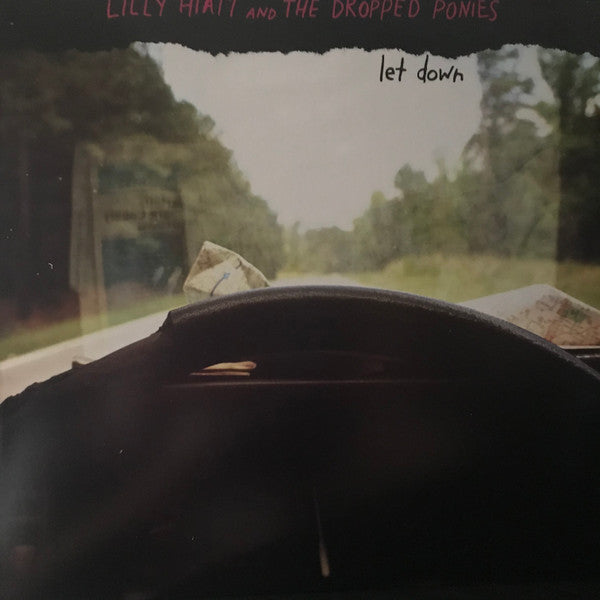 LILLY HIATT AND THE DROPPED PONIES
let down